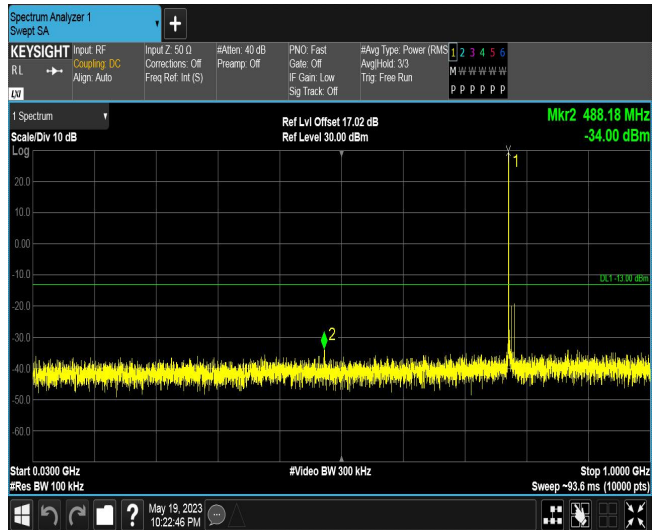 Spectrum Analyzer 1
Swept SA
+
KEYSIGHT Input: RF Input Z: 50 Ω #Atten: 40 dB PNO: Fast #Avg Type: Power (RMS 1 2 3 4 5 6
RL Coupling: DC Corrections: Off Preamp: Off Gate: Off Avg|Hold: 3/3 M W W W W W
Align: Auto Freq Ref: Int (S) IF Gain: Low Trig: Free Run
LXI Sig Track: Off P P P P P P
1 Spectrum Ref Lvl Offset 17.02 dB Mkr2 488.18 MHz
Scale/Div 10 dB Ref Level 30.00 dBm -34.00 dBm
Log
1
20.0
10.0
0.00
-10.0
DL1 -13.00 dBm
-20.0
-30.0
2
-40.0
-50.0
-60.0
Start 0.0300 GHz #Video BW 300 kHz Stop 1.0000 GHz
#Res BW 100 kHz Sweep ~93.6 ms (10000 pts)
? May 19, 2023
10:22:46 PM